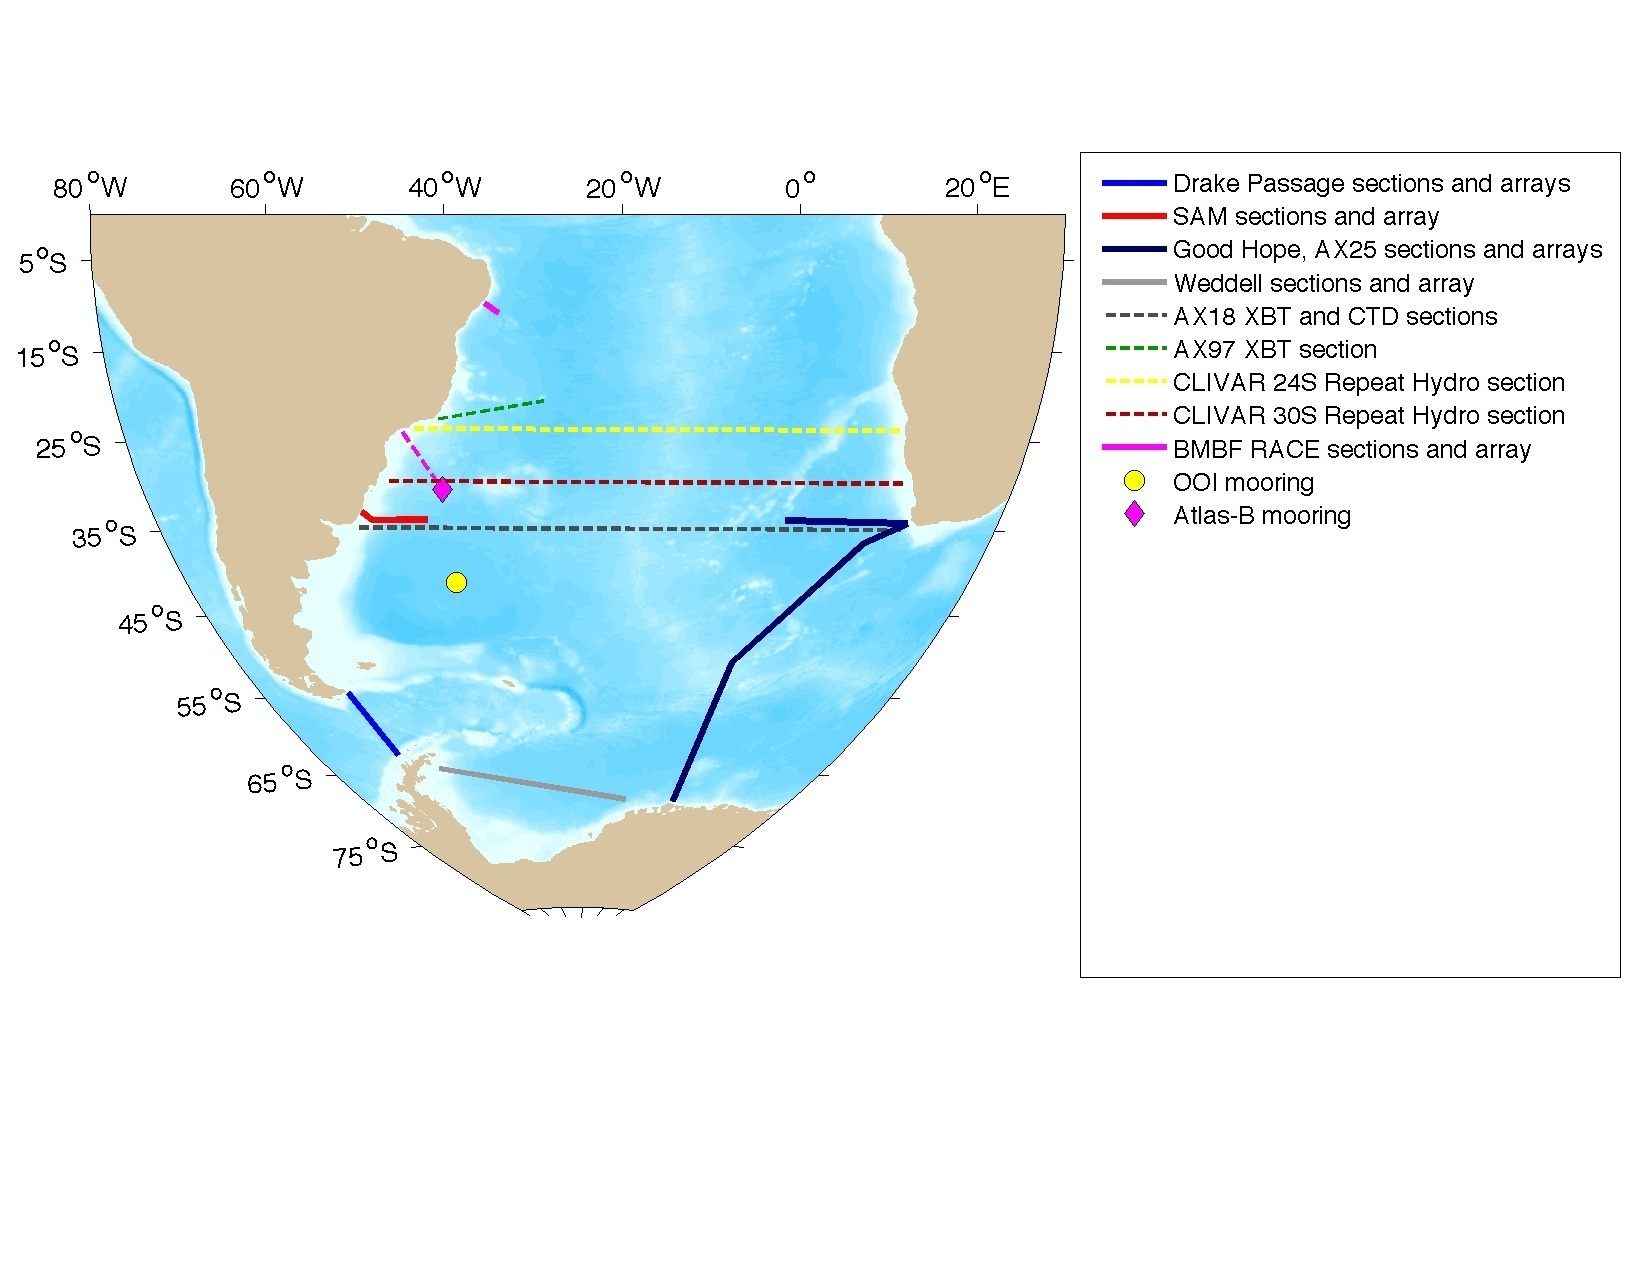 80°W 60°W 40°W 20°W 0° 20°E
5°S
15°S
25°S
35°S
45°S
55°S
65°S
75°S
Drake Passage sections and arrays
SAM sections and array
Good Hope, AX25 sections and arrays
Weddell sections and array
AX18 XBT and CTD sections
AX97 XBT section
CLIVAR 24S Repeat Hydro section
CLIVAR 30S Repeat Hydro section
BMBF RACE sections and array
OOI mooring
Atlas-B mooring